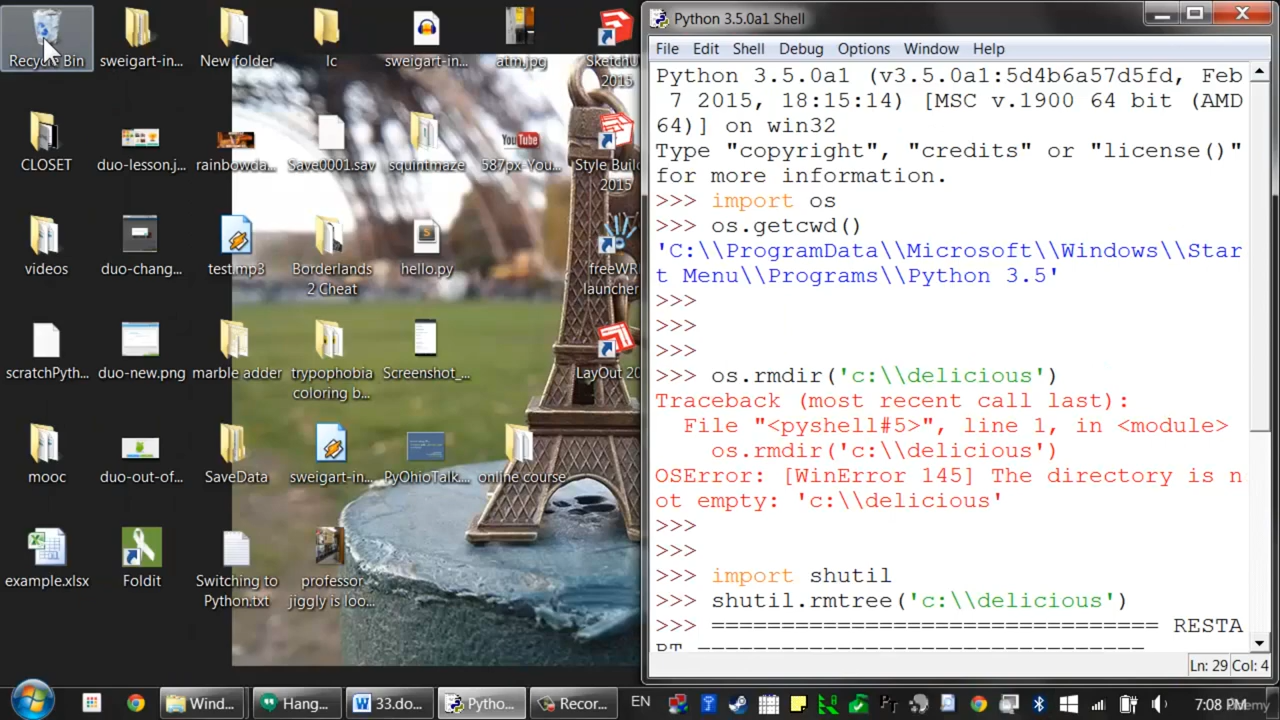 Recycle Bin
sweigart-in...
New folder
lc
sweigart-in...
atm.jpg
SketchU
2015
CLOSET
duo-lesson.j...
rainbowda...
Save0001.sav
squintmaze
YouTube
587px-You...
Style Buil
2015
videos
duo-chang...
test.mp3
Borderlands
2 Cheat
hello.py
freeWR
launcher
scratchPyth...
duo-new.png
marble adder
trypophobia
coloring b...
Screenshot_...
LayOut 20
mooc
duo-out-of...
SaveData
sweigart-in...
PyOhioTalk....
online course
example.xlsx
Foldit
Switching to
Python.txt
professor
jiggly is loo...
Python 3.5.0a1 Shell
File Edit Shell Debug Options Window Help
Python 3.5.0a1 (v3.5.0a1:5d4b6a57d5fd, Feb
7 2015, 18:15:14) [MSC v.1900 64 bit (AMD
64)] on win32
Type "copyright", "credits" or "license()"
for more information.
>>> import os
>>> os.getcwd()
'C:\\ProgramData\\Microsoft\\Windows\\Star
t Menu\\Programs\\Python 3.5'
>>>
>>>
>>>
>>> os.rmdir('c:\\delicious')
Traceback (most recent call last):
File "<pyshell#5>", line 1, in <module>
os.rmdir('c:\\delicious')
OSError: [WinError 145] The directory is n
ot empty: 'c:\\delicious'
>>>
>>>
>>> import shutil
>>> shutil.rmtree('c:\\delicious')
>>> ================================ RESTA
RT ================================
Ln: 29 Col: 4
Wind...
Hang...
33.do...
Pytho...
Recor...
EN
7:08 PM
Udemy